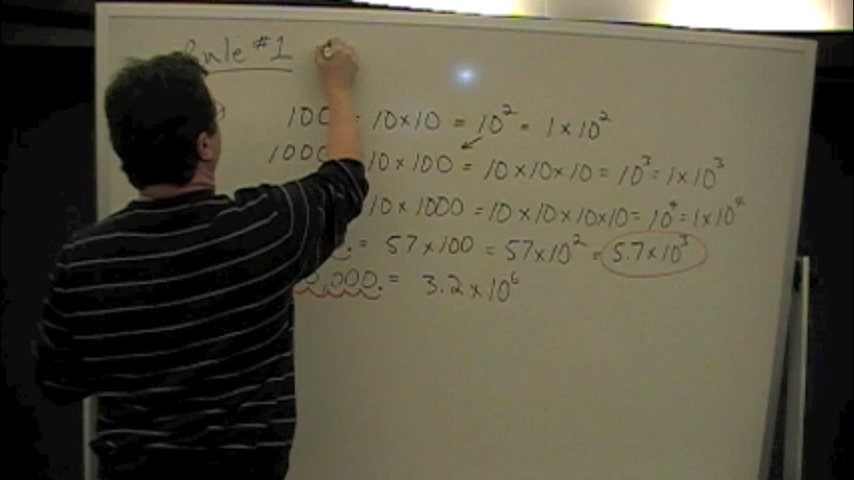 Rule #1
100 = 10×10 = 10² = 1×10²
1000 10×100 = 10×10×10 = 10³ = 1×10³
10×1000 = 10×10×10×10 = 10⁴ = 1×10⁴
= 57×100 = 57×10² = 5.7×10³
00,000. = 3.2×10⁶